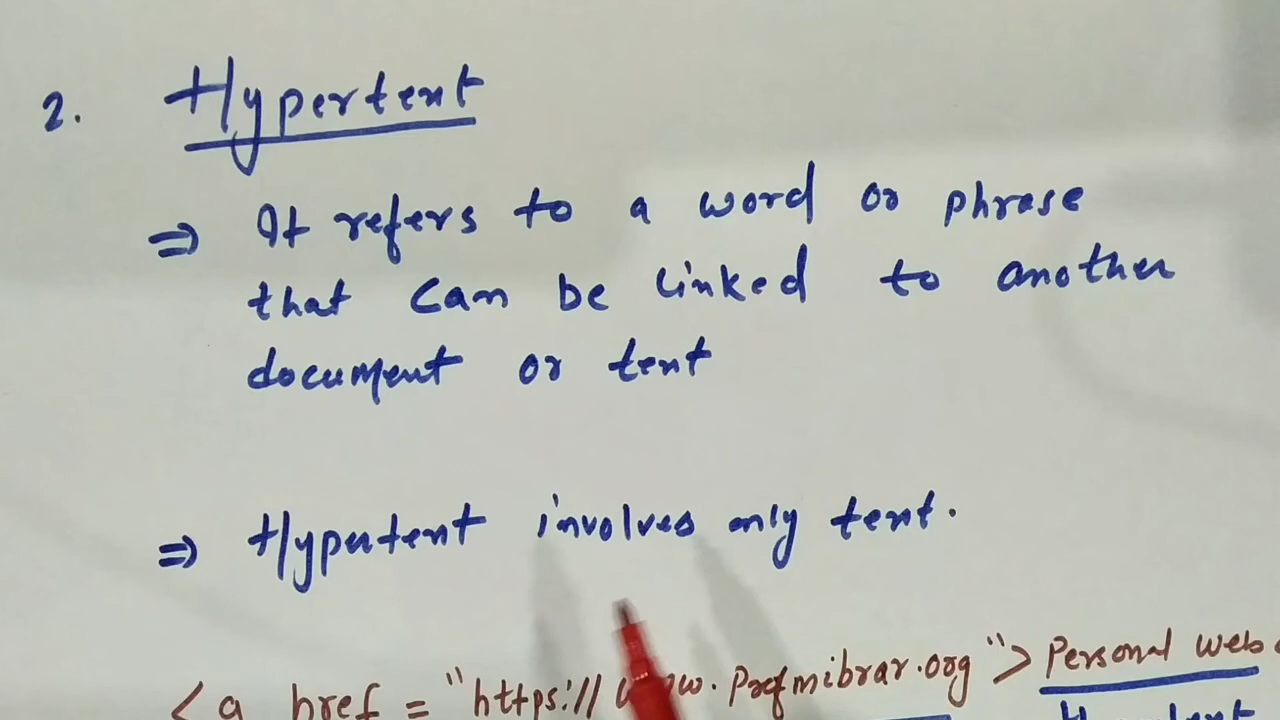 2. Hypertext
⇒ It refers to a word or phrase
that can be linked to another
document or text
⇒ Hypertext involves only text.
<a href = "https:// www.Profmibrar.org "> Personal web